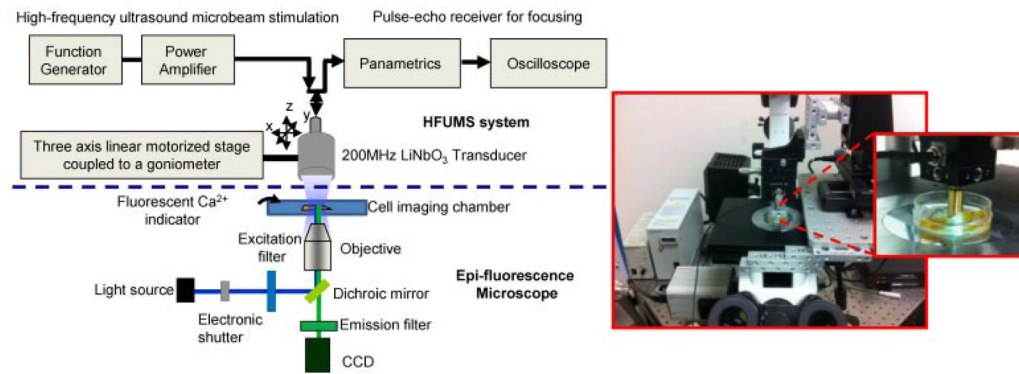 High-frequency ultrasound microbeam stimulation
Pulse-echo receiver for focusing
Function
Generator
Power
Amplifier
Panametrics
Oscilloscope
z
y
x
HFUMS system
Three axis linear motorized stage
coupled to a goniometer
200MHz LiNbO3 Transducer
Fluorescent Ca2+
indicator
Cell imaging chamber
Excitation
filter
Objective
Epi-fluorescence
Microscope
Light source
Dichroic mirror
Electronic
shutter
Emission filter
CCD